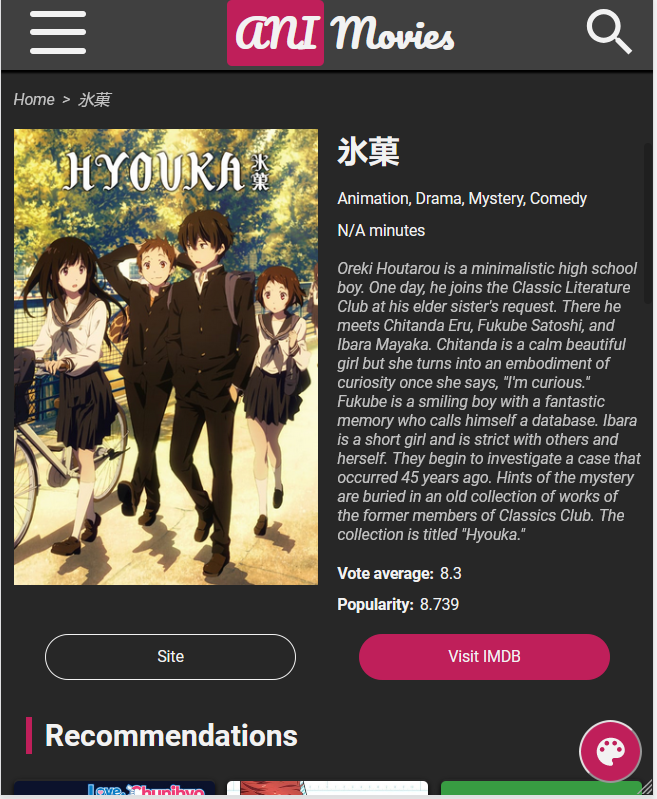 ANI Movies
Home > 氷菓
HYOUKA 氷菓
氷菓
Animation, Drama, Mystery, Comedy
N/A minutes
Oreki Houtarou is a minimalistic high school
boy. One day, he joins the Classic Literature
Club at his elder sister's request. There he
meets Chitanda Eru, Fukube Satoshi, and
Ibara Mayaka. Chitanda is a calm beautiful
girl but she turns into an embodiment of
curiosity once she says, "I'm curious."
Fukube is a smiling boy with a fantastic
memory who calls himself a database. Ibara
is a short girl and is strict with others and
herself. They begin to investigate a case that
occurred 45 years ago. Hints of the mystery
are buried in an old collection of works of
the former members of Classics Club. The
collection is titled "Hyouka."
Vote average: 8.3
Popularity: 8.739
Site
Visit IMDB
Recommendations
Love, Chunibyo